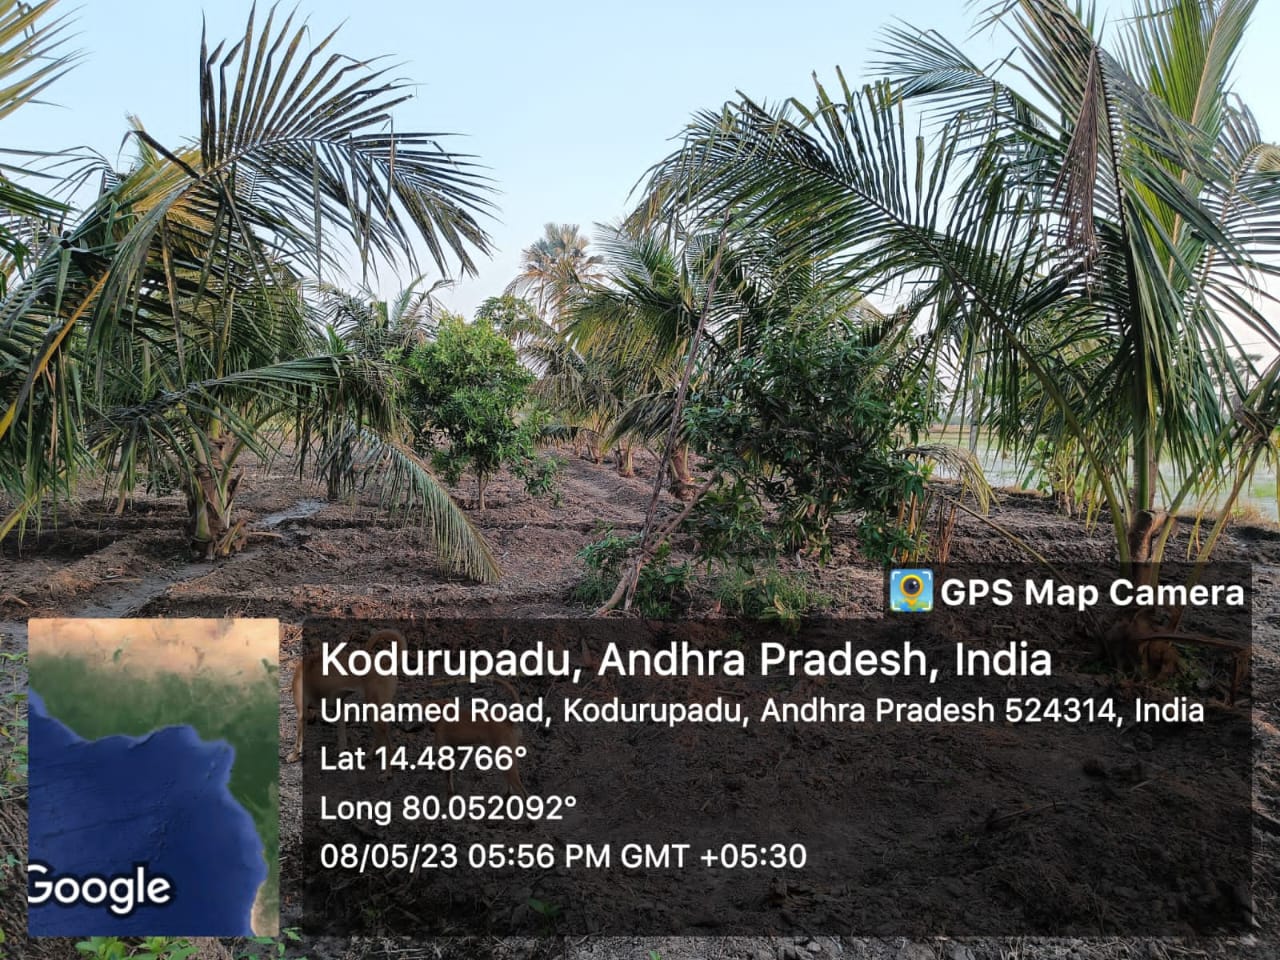 GPS Map Camera
Kodurupadu, Andhra Pradesh, India
Unnamed Road, Kodurupadu, Andhra Pradesh 524314, India
Lat 14.48766°
Long 80.052092°
08/05/23 05:56 PM GMT +05:30
Google